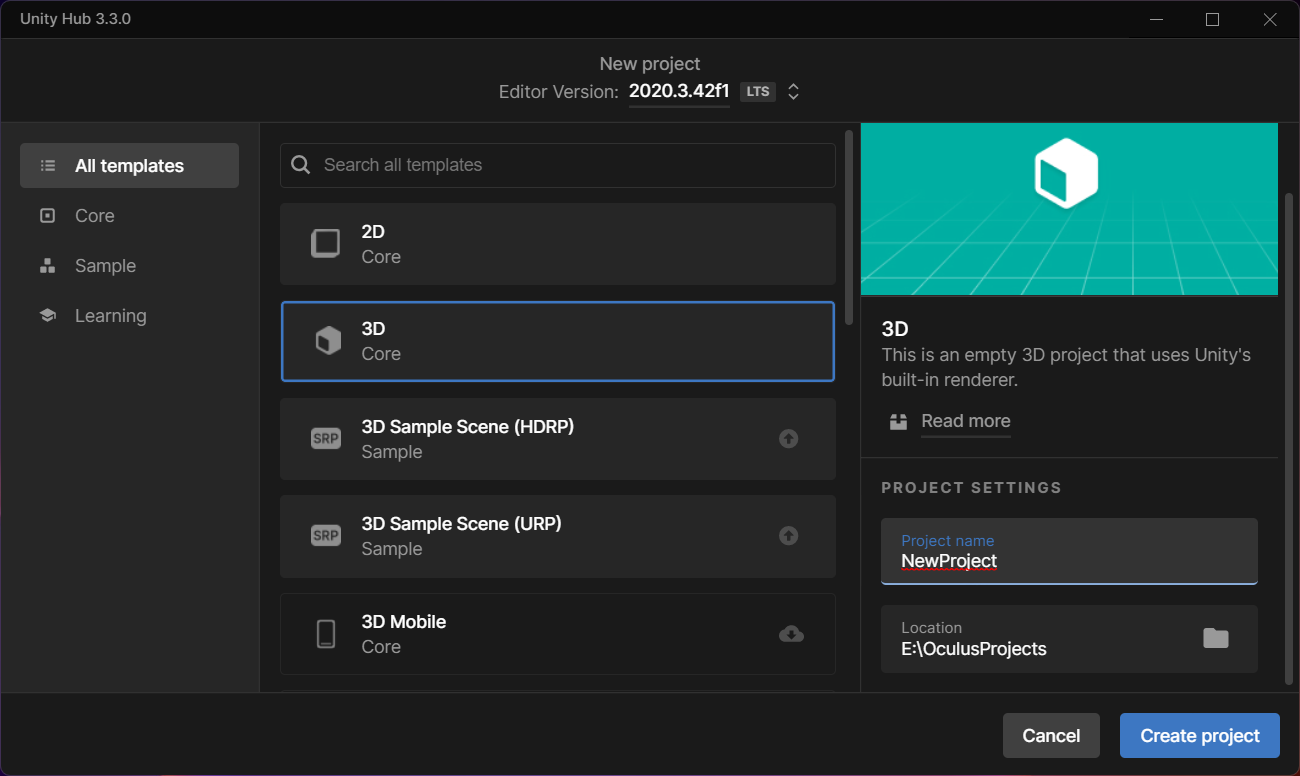 Unity Hub 3.3.0
New project
Editor Version: 2020.3.42f1 LTS
All templates
Core
Sample
Learning
Search all templates
2D
Core
3D
Core
SRP
3D Sample Scene (HDRP)
Sample
SRP
3D Sample Scene (URP)
Sample
3D Mobile
Core
3D
This is an empty 3D project that uses Unity's
built-in renderer.
Read more
PROJECT SETTINGS
Project name
NewProject
Location
E:\OculusProjects
Cancel
Create project